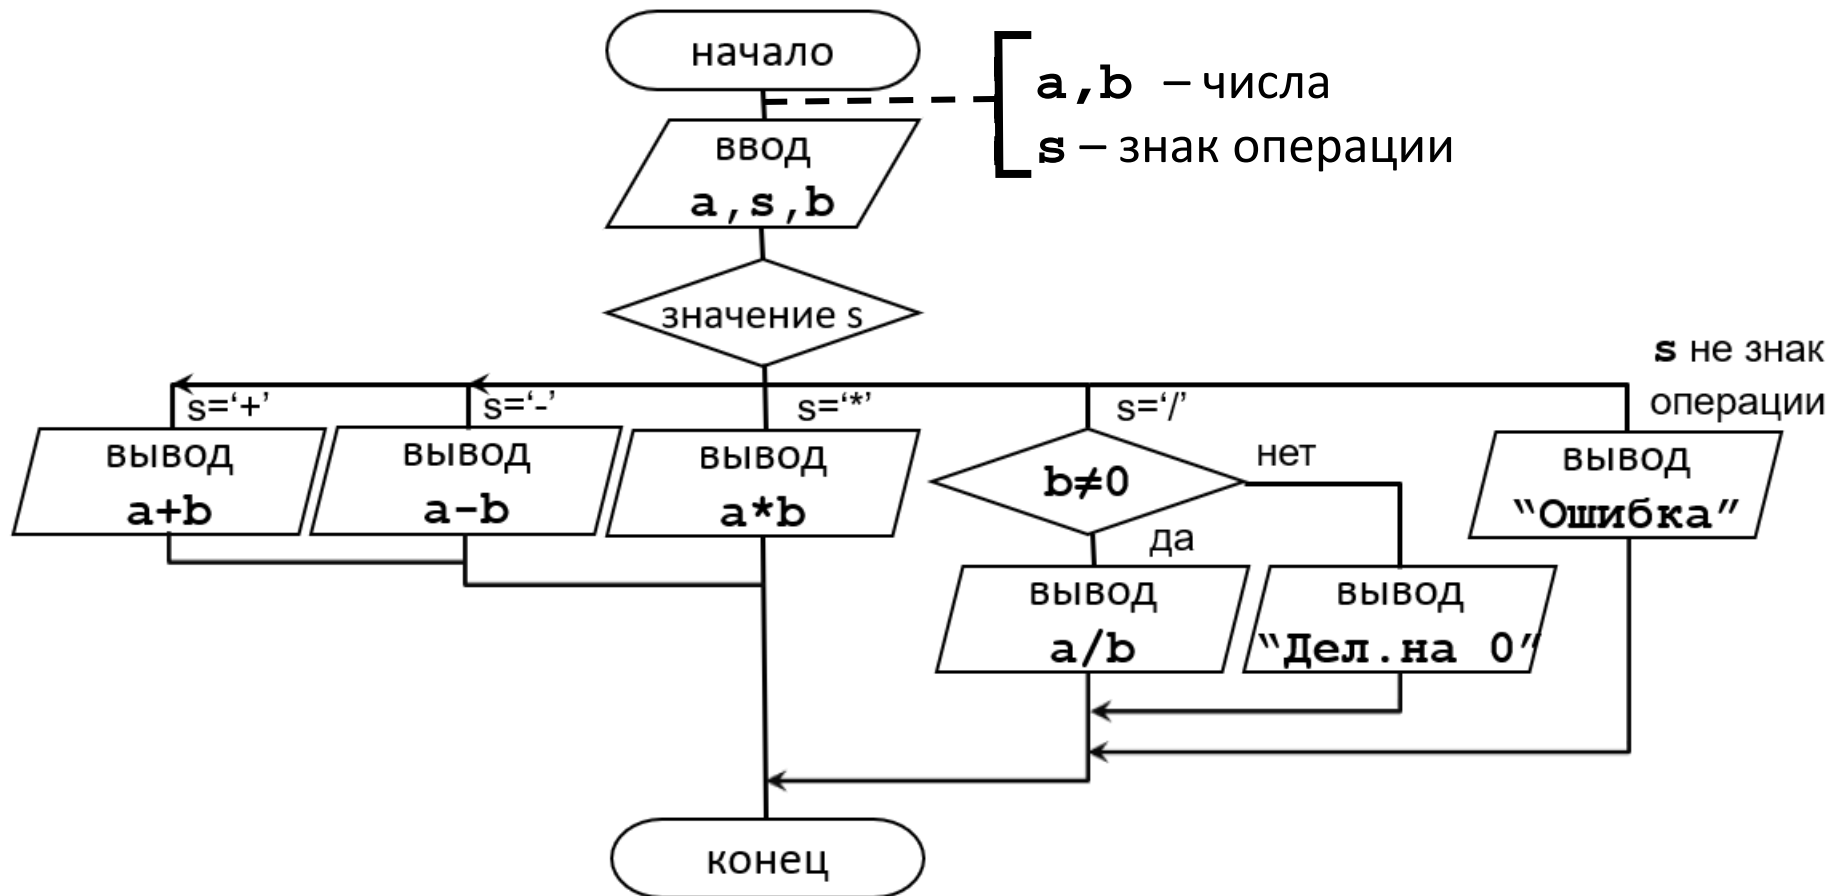 начало
a,b – числа
s – знак операции
ввод
a,s,b
значение s
s не знак
операции
s=‘+’
s=‘-’
s=‘*’
s=‘/’
вывод
a+b
вывод
a-b
вывод
a*b
b≠0
нет
да
вывод
“Ошибка”
вывод
a/b
вывод
“Дел.на 0”
конец